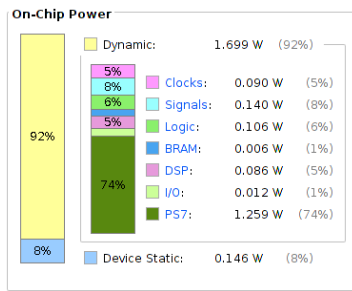 On-Chip Power
Dynamic: 1.699 W (92%)
92%
8%
5%
8%
6%
5%
74%
Clocks: 0.090 W (5%)
Signals: 0.140 W (8%)
Logic: 0.106 W (6%)
BRAM: 0.006 W (1%)
DSP: 0.086 W (5%)
I/O: 0.012 W (1%)
PS7: 1.259 W (74%)
Device Static: 0.146 W (8%)